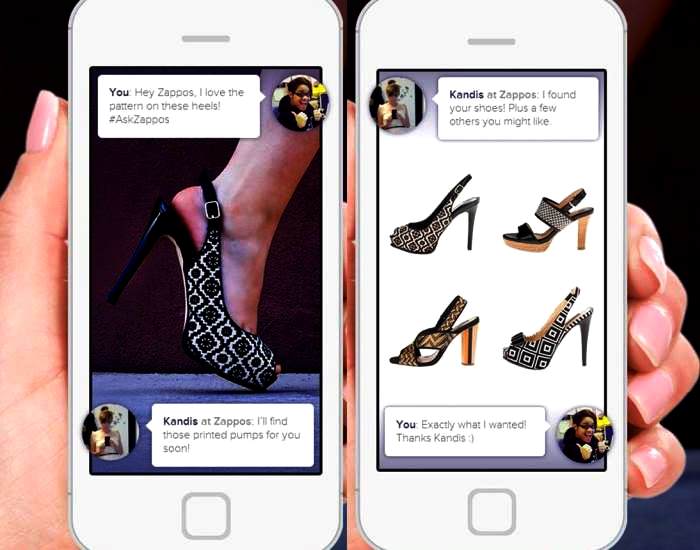 You: Hey Zappos, I love the
pattern on these heels!
#AskZappos
Kandis at Zappos: I'll find
those printed pumps for you
soon!
Kandis at Zappos: I found
your shoes! Plus a few
others you might like.
You: Exactly what I wanted!
Thanks Kandis :)